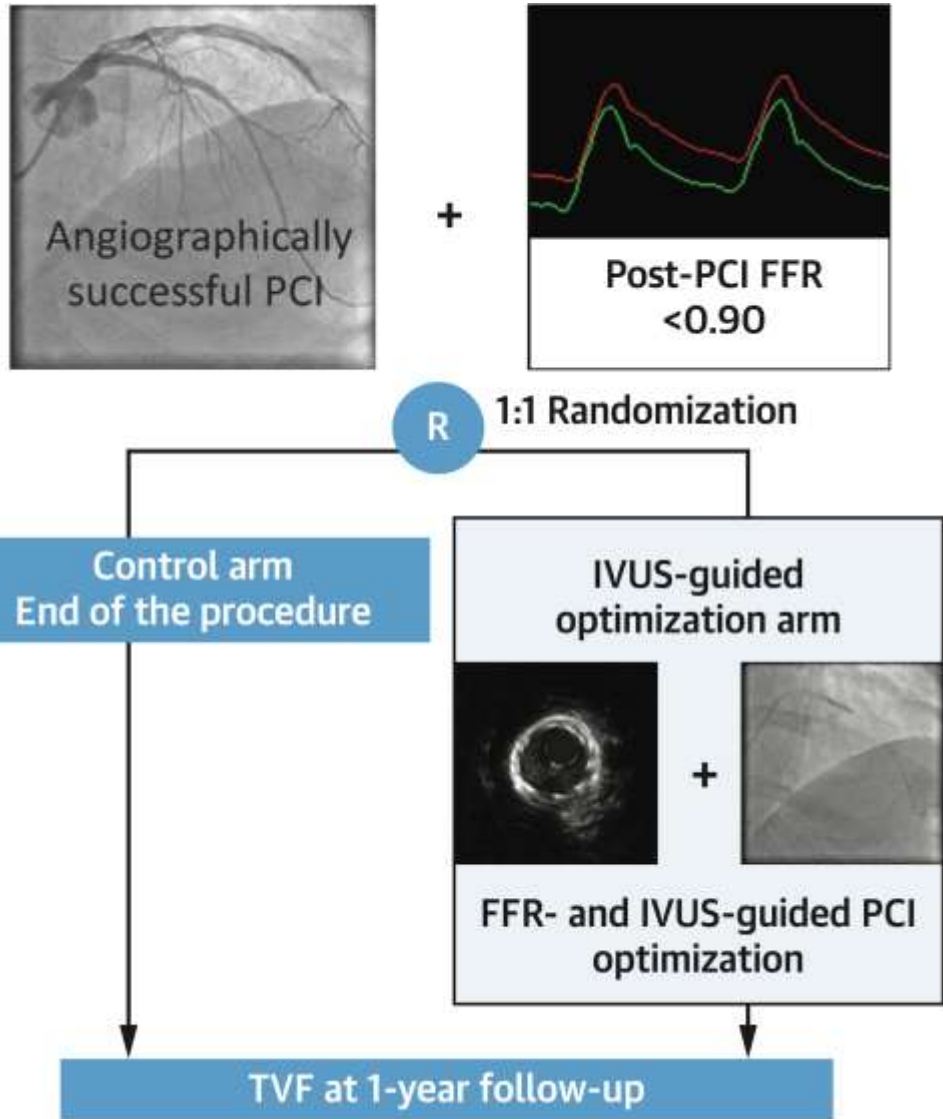 Angiographically
successful PCI
+
Post-PCI FFR
<0.90
R
1:1 Randomization
Control arm
End of the procedure
IVUS-guided
optimization arm
+
FFR- and IVUS-guided PCI
optimization
TVF at 1-year follow-up